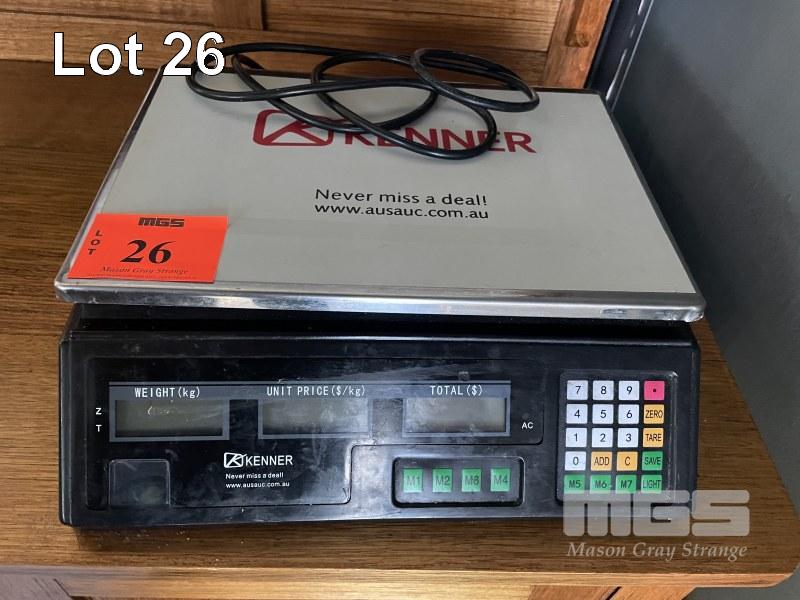 Lot 26
KENNER
Never miss a deal!
www.ausauc.com.au
MGS
LOT
26
Mason Gray Strange
WEIGHT(kg) UNIT PRICE($/kg) TOTAL($)
Z
T
AC
KENNER
Never miss a deal!
www.ausauc.com.au
M1 M2 M3 M4
7 8 9 .
4 5 6 ZERO
1 2 3 TARE
0 ADD C SAVE
M5 M6 M7 LIGHT
MGS
Mason Gray Strange